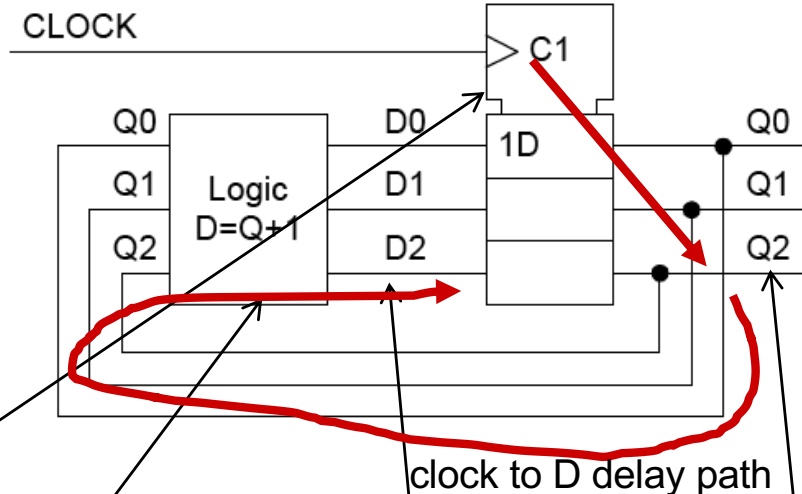 CLOCK
C1
Q0 D0 1D Q0
Q1 Logic D1 Q1
D=Q+1
Q2 D2 Q2
clock to D delay path